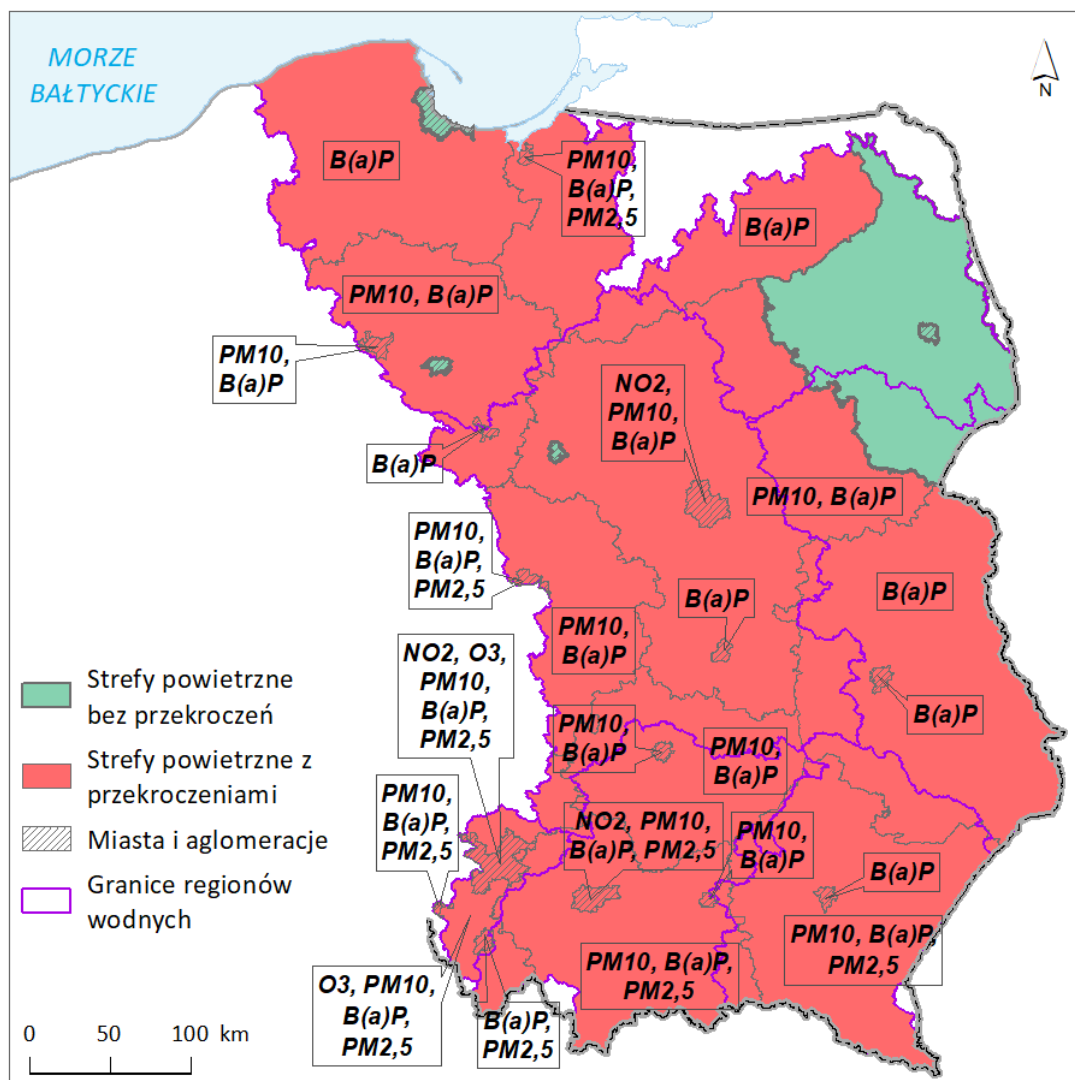 MORZE
BAŁTYCKIE
N
B(a)P
PM10,
B(a)P,
PM2,5
B(a)P
PM10, B(a)P
PM10,
B(a)P
NO2,
PM10,
B(a)P
B(a)P
PM10, B(a)P
PM10,
B(a)P,
PM2,5
B(a)P
B(a)P
PM10,
B(a)P
NO2, O3,
PM10,
B(a)P,
PM2,5
B(a)P
PM10,
B(a)P
PM10,
B(a)P
PM10,
B(a)P,
PM2,5
NO2, PM10,
B(a)P, PM2,5
PM10,
B(a)P
B(a)P
PM10, B(a)P,
PM2,5
PM10, B(a)P,
PM2,5
O3, PM10,
B(a)P,
PM2,5
B(a)P,
PM2,5
Strefy powietrzne
bez przekroczeń
Strefy powietrzne z
przekroczeniami
Miasta i aglomeracje
Granice regionów
wodnych
0 50 100 km